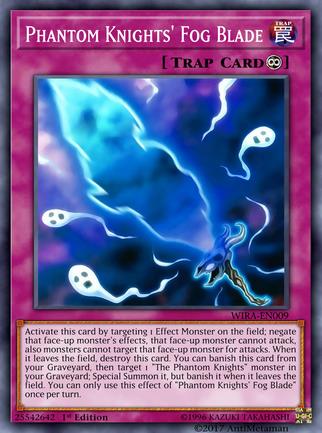 Phantom Knights' Fog Blade
TRAP
罠
[Trap Card∞]
WIRA-EN009
Activate this card by targeting 1 Effect Monster on the field; negate
that face-up monster's effects, that face-up monster cannot attack,
also monsters cannot target that face-up monster for attacks. When
it leaves the field, destroy this card. You can banish this card from
your Graveyard, then target 1 "The Phantom Knights" monster in
your Graveyard; Special Summon it, but banish it when it leaves the
field. You can only use this effect of "Phantom Knights' Fog Blade"
once per turn.
25542642
1st Edition
©1996 KAZUKI TAKAHASHI
©2017 AntiMetaman